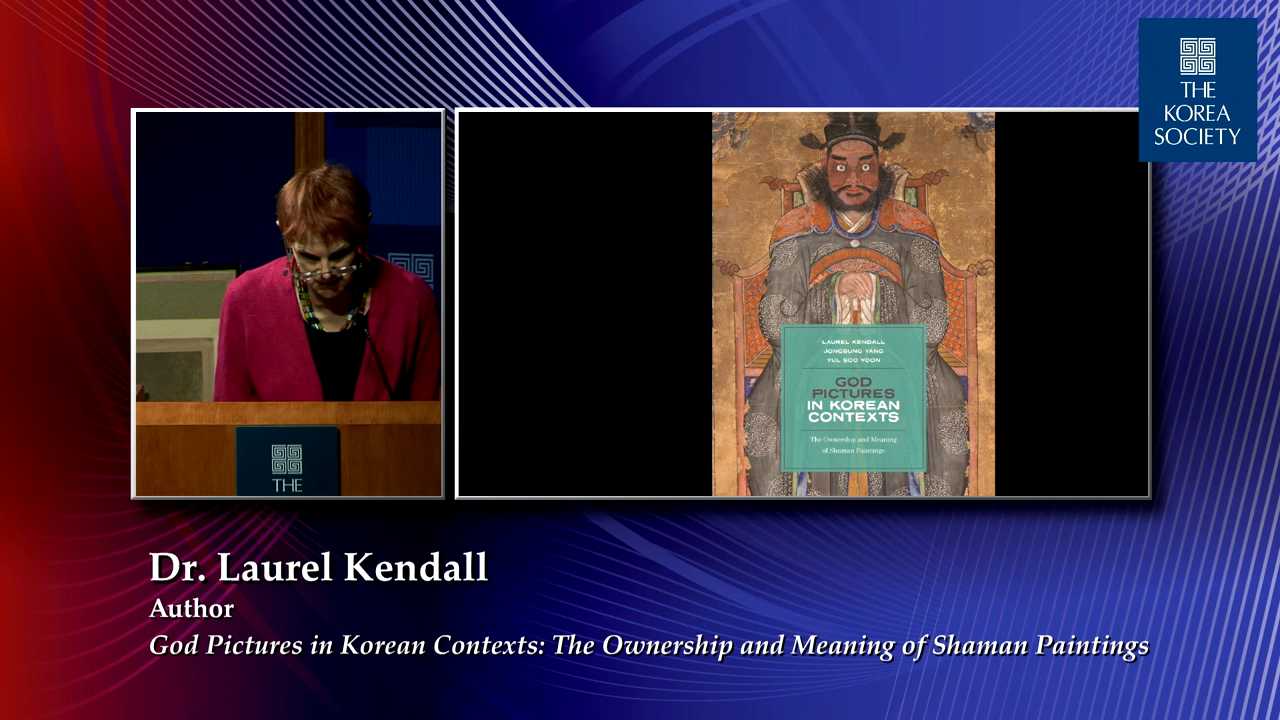 THE
KOREA
SOCIETY
THE
LAUREL KENDALL
JONGSUNG YANG
YUL SOO YOON
GOD
PICTURES
IN KOREAN
CONTEXTS
The Ownership and Meaning
of Shaman Paintings
Dr. Laurel Kendall
Author
God Pictures in Korean Contexts: The Ownership and Meaning of Shaman Paintings